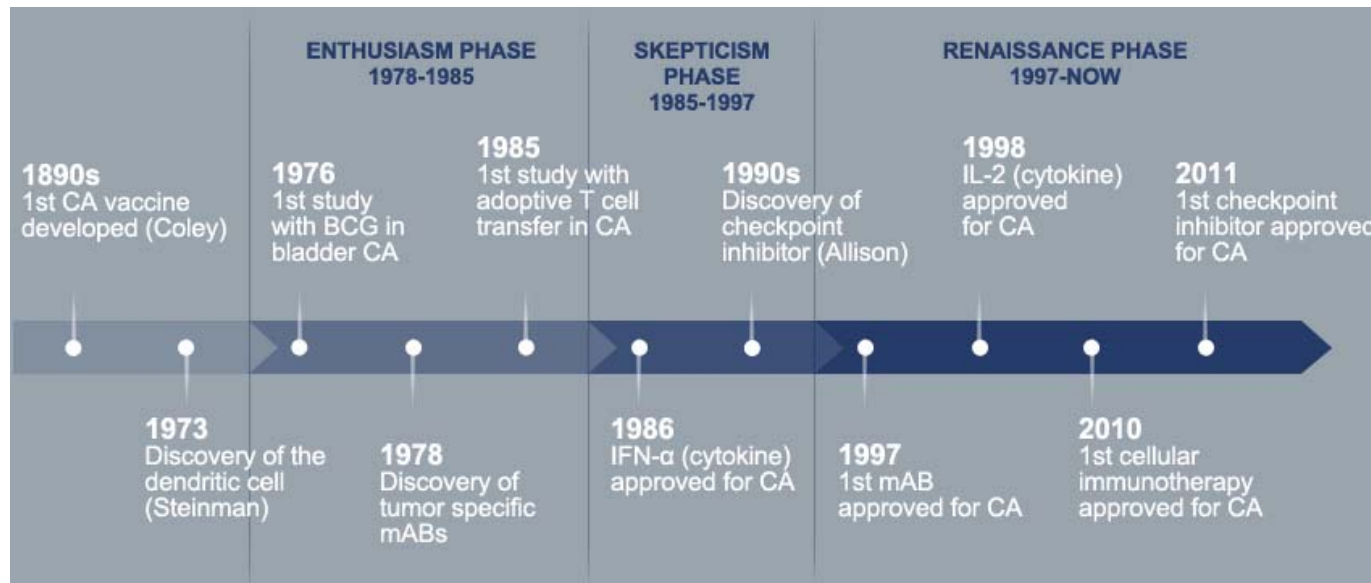 ENTHUSIASM PHASE
1978-1985
SKEPTICISM
PHASE
1985-1997
RENAISSANCE PHASE
1997-NOW
1890s
1st CA vaccine
developed (Coley)
1976
1st study
with BCG in
bladder CA
1985
1st study with
adoptive T cell
transfer in CA
1990s
Discovery of
checkpoint
inhibitor (Allison)
1998
IL-2 (cytokine)
approved
for CA
2011
1st checkpoint
inhibitor approved
for CA
1973
Discovery of the
dendritic cell
(Steinman)
1978
Discovery of
tumor specific
mABs
1986
IFN-α (cytokine)
approved for CA
1997
1st mAB
approved for CA
2010
1st cellular
immunotherapy
approved for CA